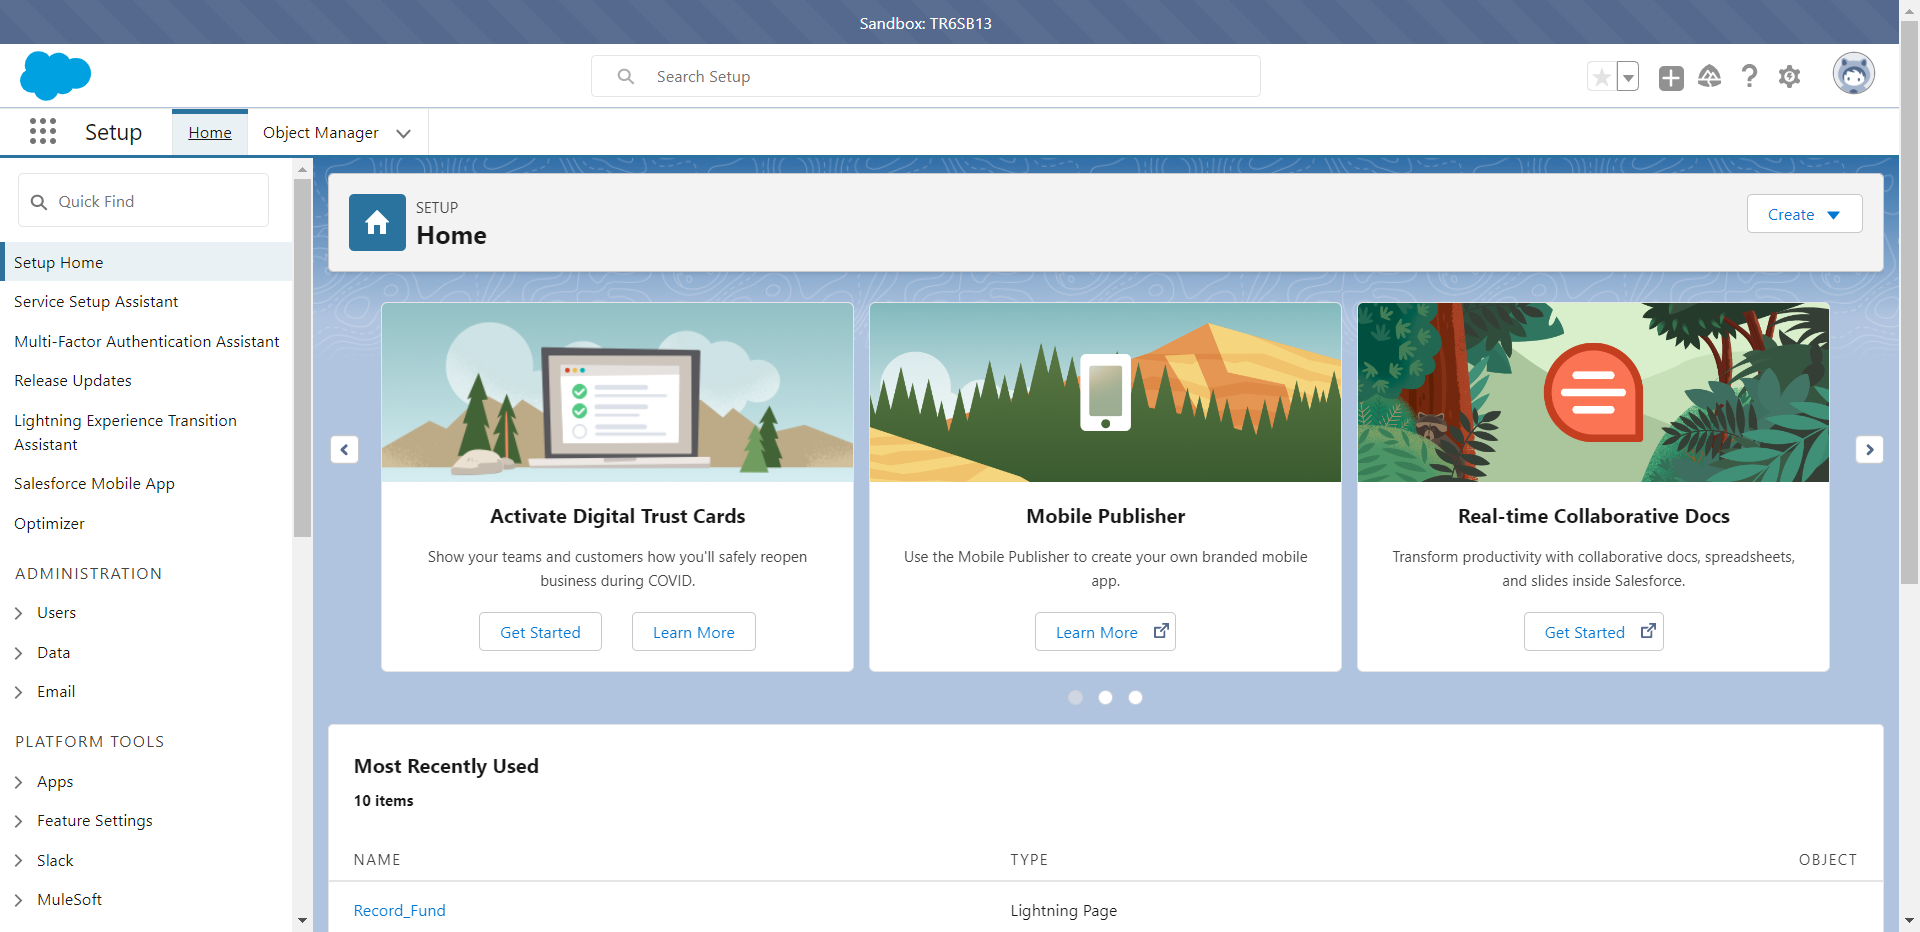 Sandbox: TR6SB13
Search Setup
Setup
Home
Object Manager
Quick Find
Setup Home
Service Setup Assistant
Multi-Factor Authentication Assistant
Release Updates
Lightning Experience Transition
Assistant
Salesforce Mobile App
Optimizer
ADMINISTRATION
Users
Data
Email
PLATFORM TOOLS
Apps
Feature Settings
Slack
MuleSoft
SETUP
Home
Create
Activate Digital Trust Cards
Show your teams and customers how you'll safely reopen
business during COVID.
Get Started
Learn More
Mobile Publisher
Use the Mobile Publisher to create your own branded mobile
app.
Learn More
Real-time Collaborative Docs
Transform productivity with collaborative docs, spreadsheets,
and slides inside Salesforce.
Get Started
Most Recently Used
10 items
NAME
TYPE
OBJECT
Record_Fund
Lightning Page